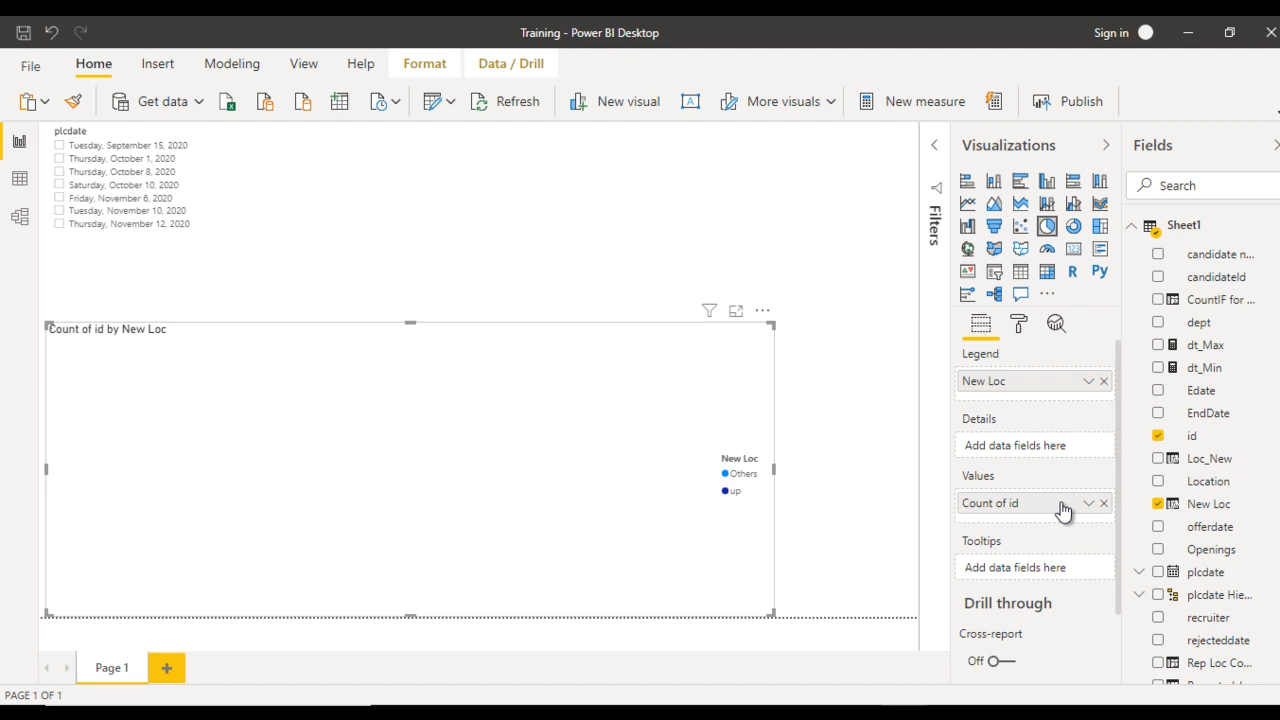 Training - Power BI Desktop
Sign in
File
Home
Insert
Modeling
View
Help
Format
Data / Drill
Get data
Refresh
New visual
A
More visuals
New measure
Publish
plcdate
Tuesday, September 15, 2020
Thursday, October 1, 2020
Thursday, October 8, 2020
Saturday, October 10, 2020
Friday, November 6, 2020
Tuesday, November 10, 2020
Thursday, November 12, 2020
Count of id by New Loc
New Loc
Others
up
Filters
Visualizations
123
R
Py
Legend
New Loc
Details
Add data fields here
Values
Count of id
Tooltips
Add data fields here
Drill through
Cross-report
Off
Fields
Search
Sheet1
candidate n...
candidateId
CountIF for ...
dept
dt_Max
dt_Min
Edate
EndDate
id
Loc_New
Location
New Loc
offerdate
Openings
plcdate
plcdate Hie...
recruiter
rejecteddate
Rep Loc Co...
Page 1
PAGE 1 OF 1